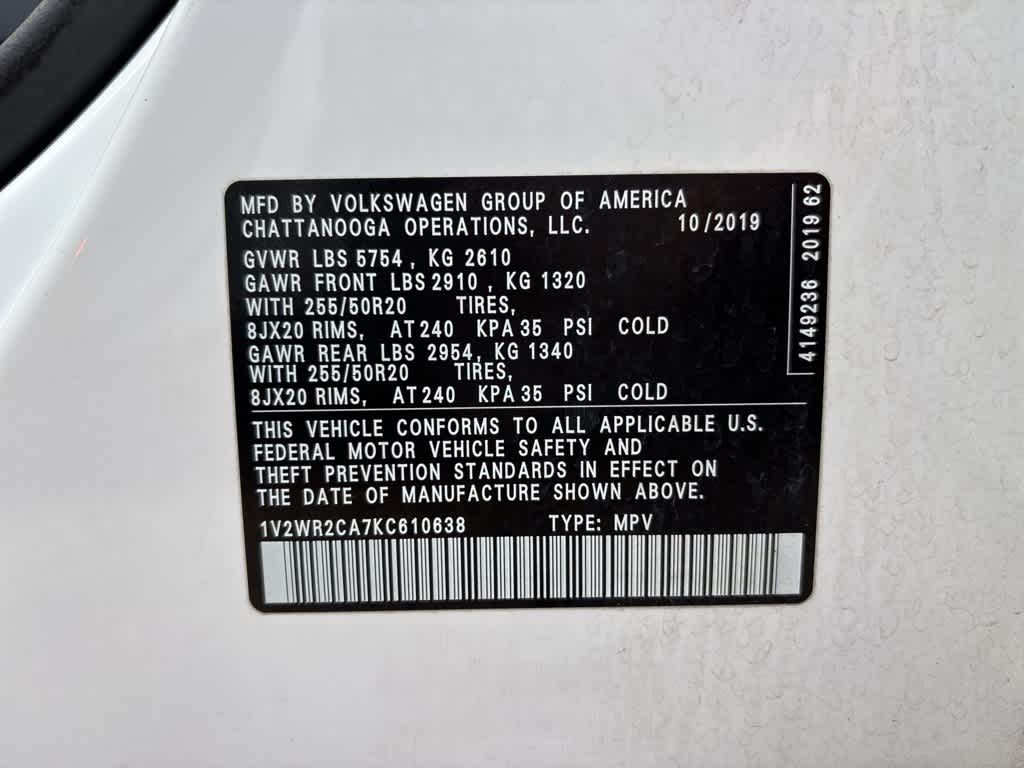 MFD BY VOLKSWAGEN GROUP OF AMERICA
CHATTANOOGA OPERATIONS, LLC. 10/2019
GVWR LBS 5754, KG 2610
GAWR FRONT LBS 2910, KG 1320
WITH 255/50R20 TIRES,
8JX20 RIMS, AT 240 KPA 35 PSI COLD
GAWR REAR LBS 2954, KG 1340
WITH 255/50R20 TIRES,
8JX20 RIMS, AT 240 KPA 35 PSI COLD
THIS VEHICLE CONFORMS TO ALL APPLICABLE U.S.
FEDERAL MOTOR VEHICLE SAFETY AND
THEFT PREVENTION STANDARDS IN EFFECT ON
THE DATE OF MANUFACTURE SHOWN ABOVE.
1V2WR2CA7KC610638 TYPE: MPV
4149236 2019 62